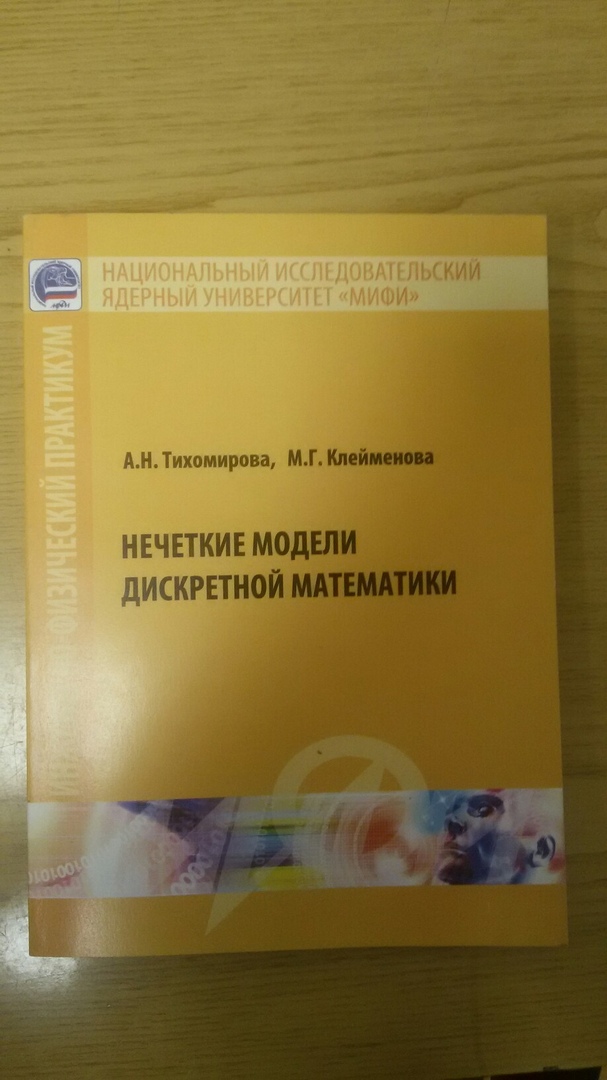 НАЦИОНАЛЬНЫЙ ИССЛЕДОВАТЕЛЬСКИЙ
ЯДЕРНЫЙ УНИВЕРСИТЕТ «МИФИ»
А.Н. Тихомирова, М.Г. Клейменова
НЕЧЕТКИЕ МОДЕЛИ
ДИСКРЕТНОЙ МАТЕМАТИКИ
ФИЗИЧЕСКИЙ ПРАКТИКУМ